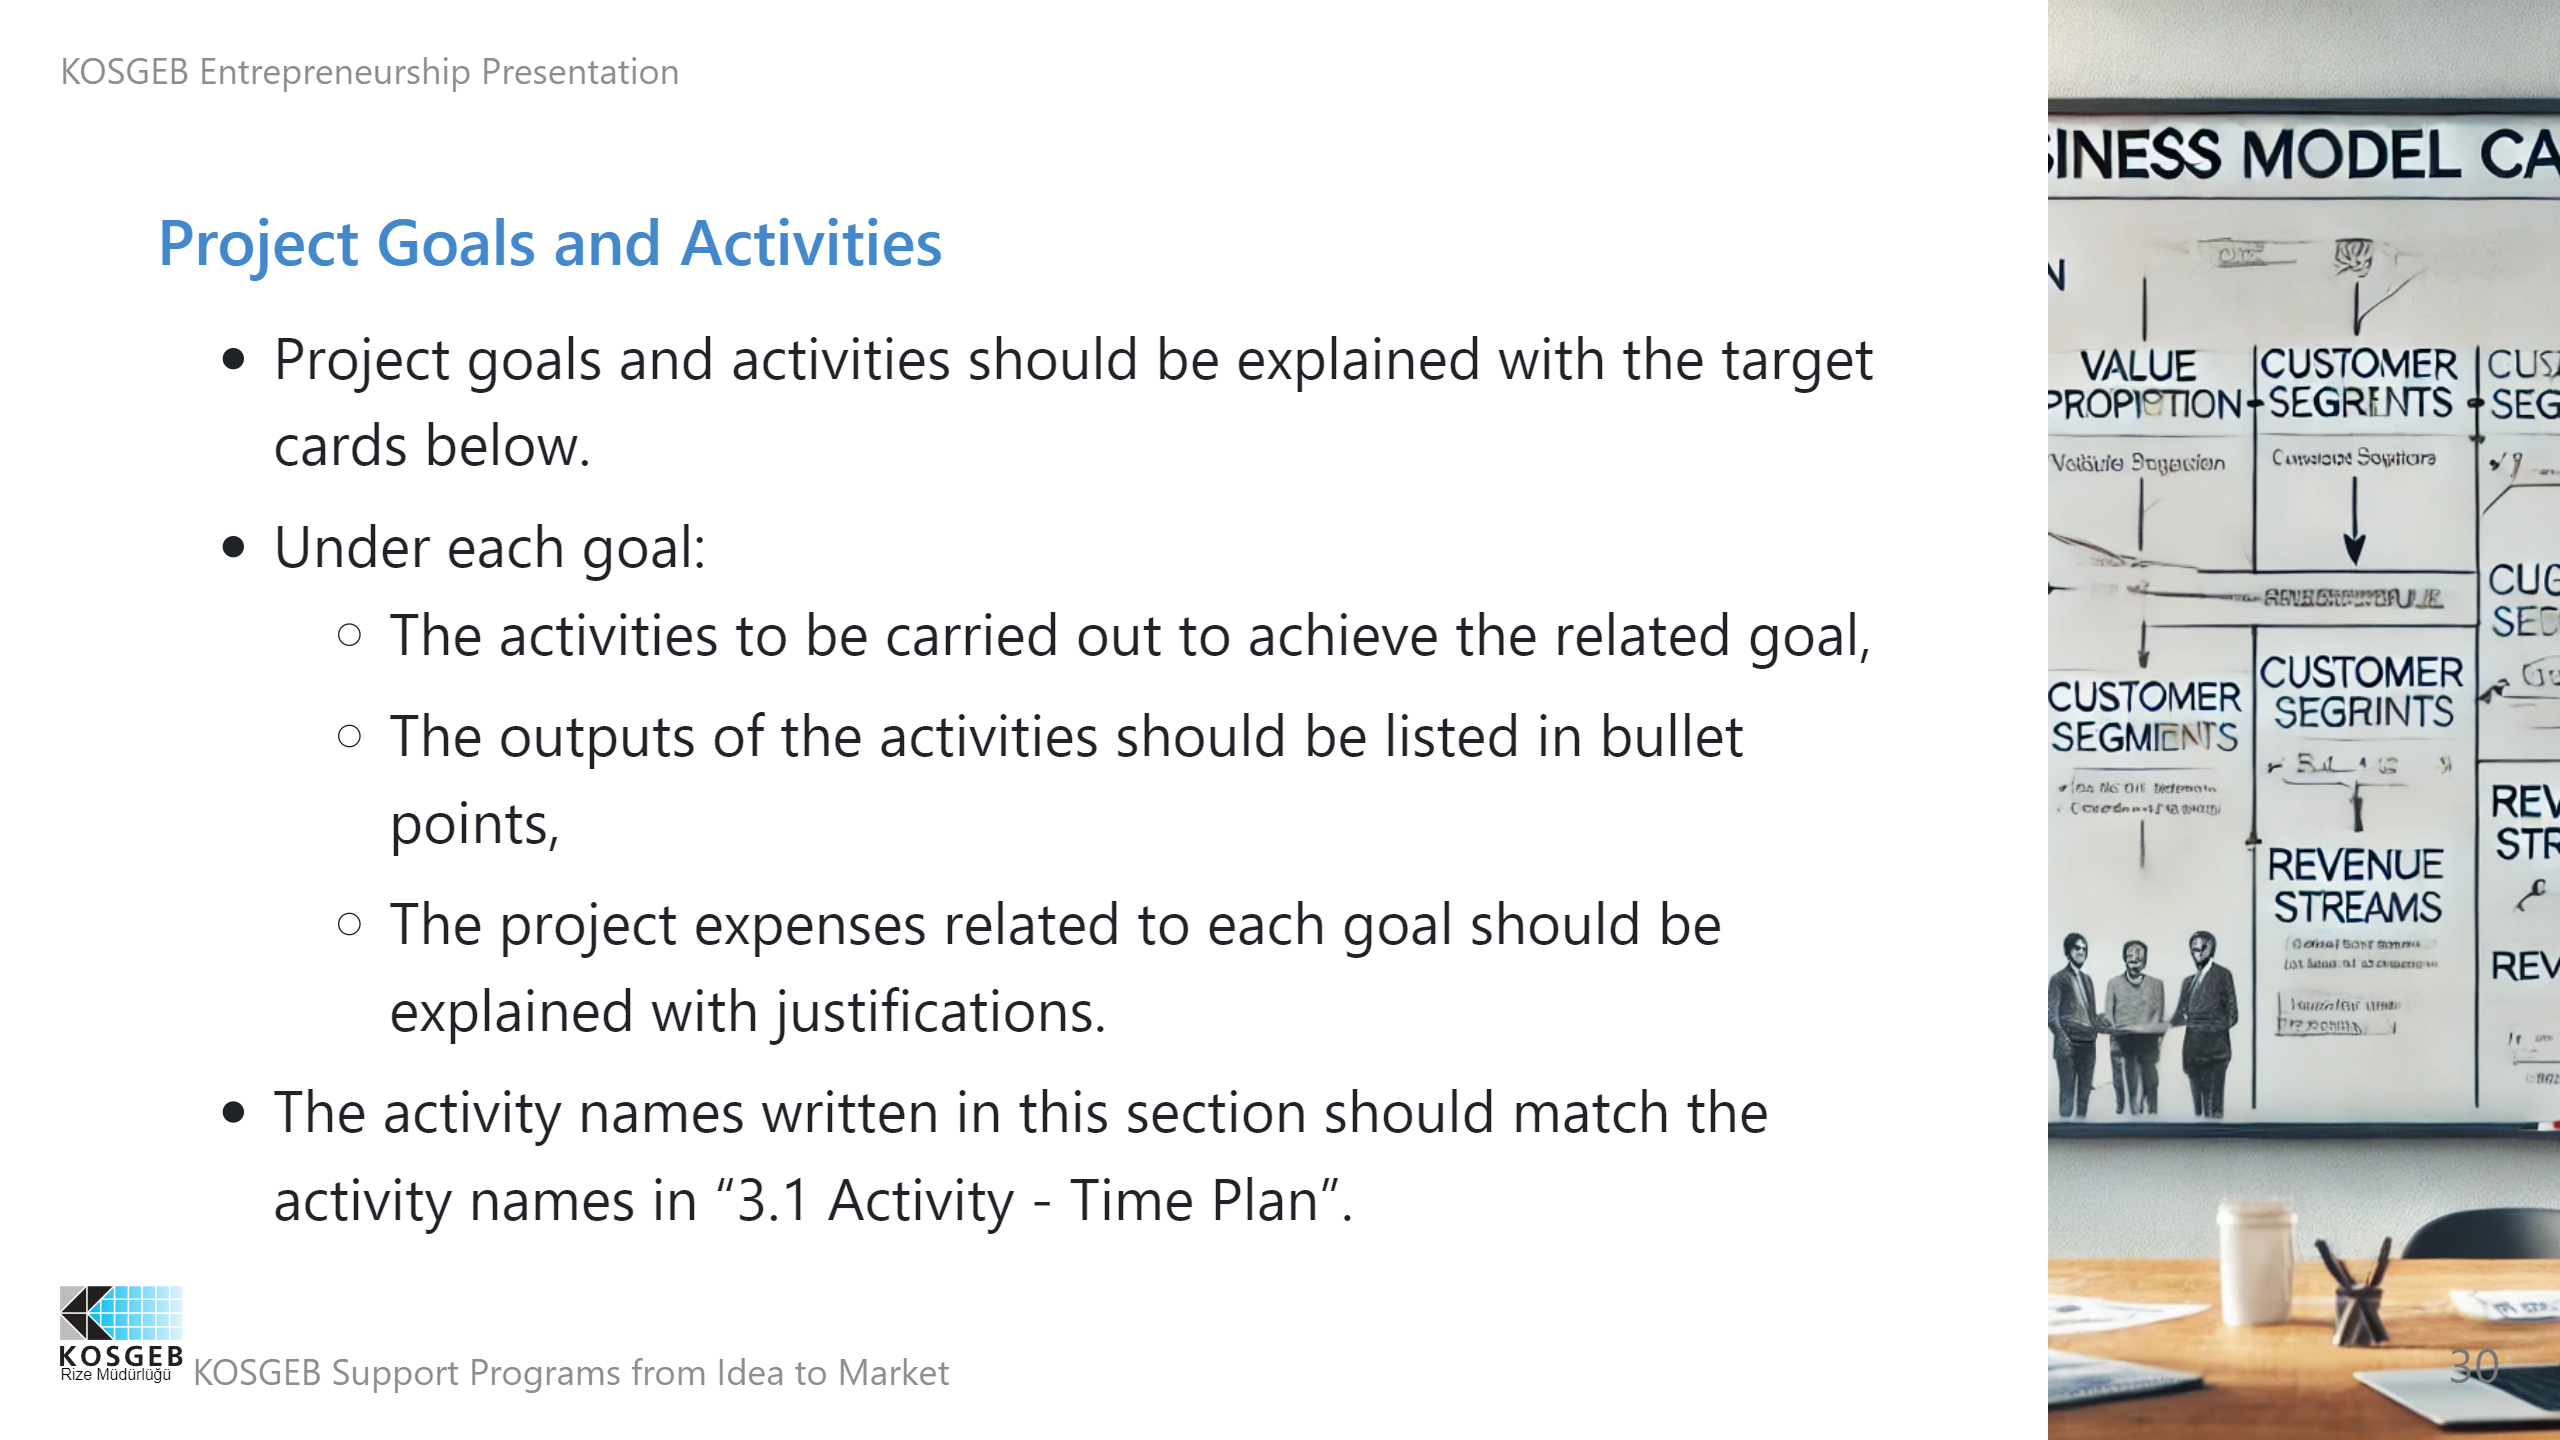 KOSGEB Entrepreneurship Presentation
Project Goals and Activities
Project goals and activities should be explained with the target
cards below.
Under each goal:
The activities to be carried out to achieve the related goal,
The outputs of the activities should be listed in bullet
points,
The project expenses related to each goal should be
explained with justifications.
The activity names written in this section should match the
activity names in “3.1 Activity - Time Plan”.
KOSGEB
Rize Müdürlüğü
KOSGEB Support Programs from Idea to Market
30
INESS MODEL CA
VALUE
CUSTOMER
SEGRENTS
CUSTOMER
SEGMIENTS
CUSTOMER
SEGRINTS
REVENUE
STREAMS
REV
STR
REV